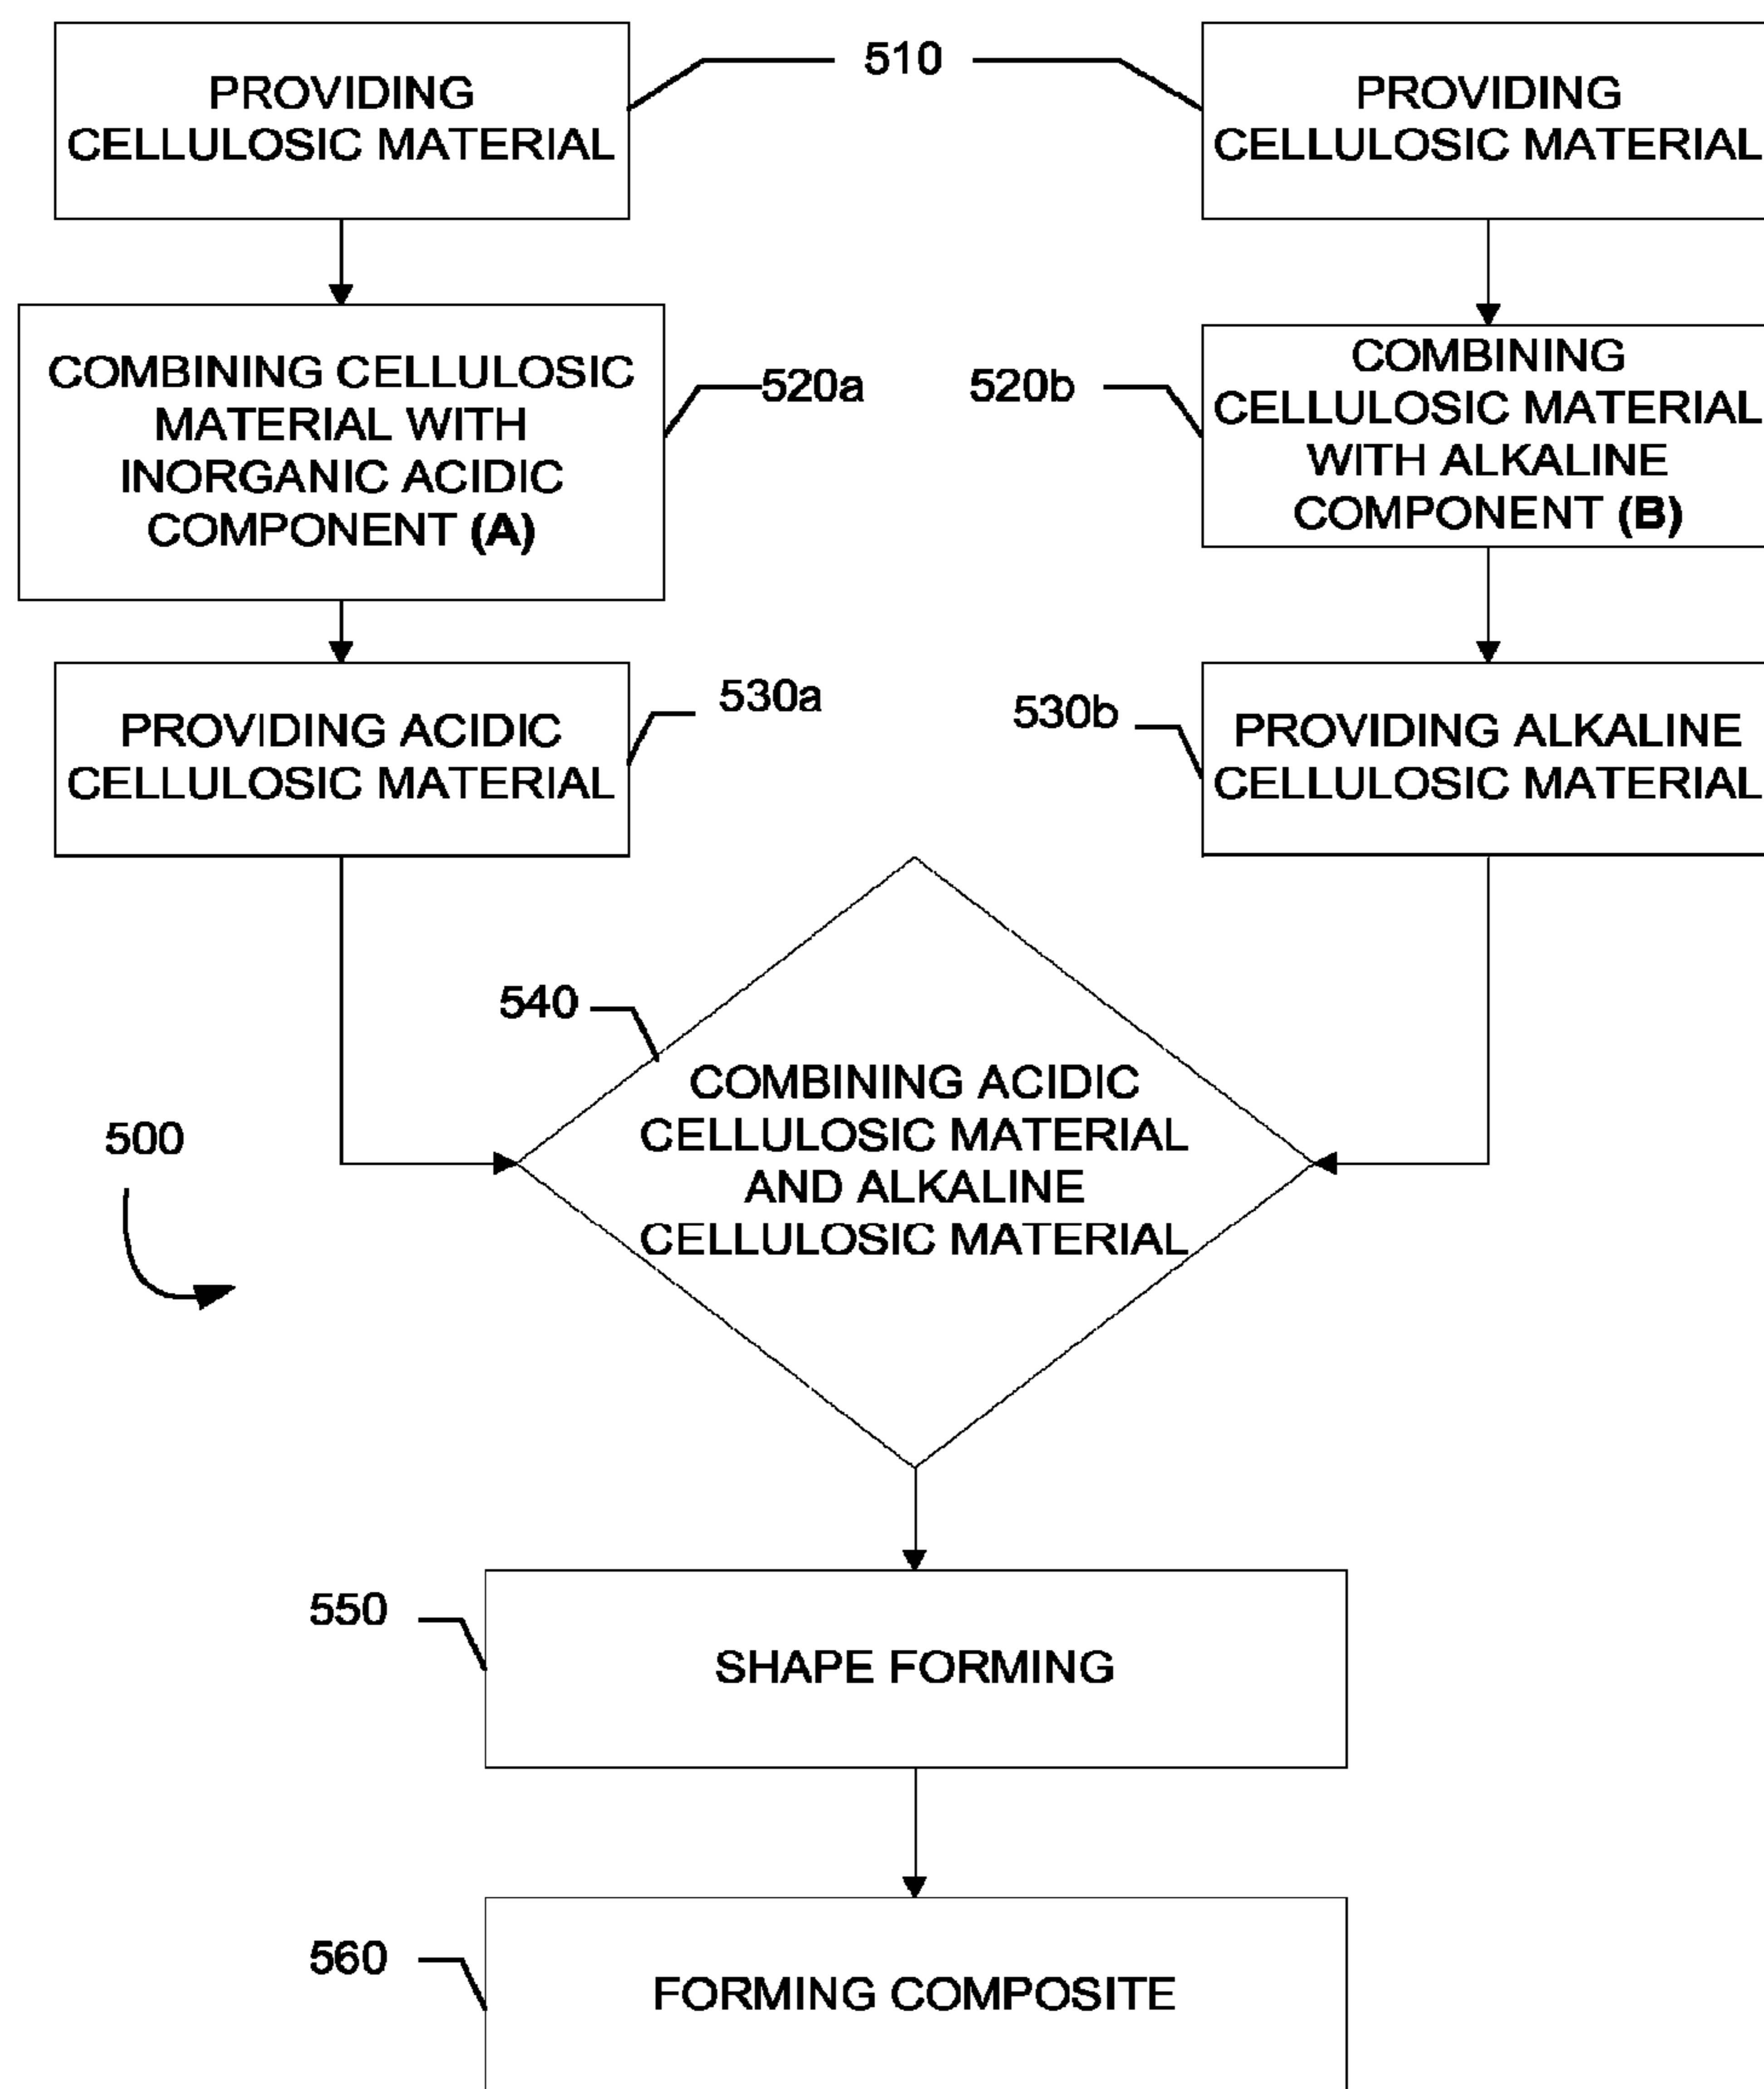 PROVIDING
CELLULOSIC MATERIAL
510
PROVIDING
CELLULOSIC MATERIAL
COMBINING CELLULOSIC
MATERIAL WITH
INORGANIC ACIDIC
COMPONENT (A)
520a
520b
COMBINING
CELLULOSIC MATERIAL
WITH ALKALINE
COMPONENT (B)
PROVIDING ACIDIC
CELLULOSIC MATERIAL
530a
530b
PROVIDING ALKALINE
CELLULOSIC MATERIAL
540
COMBINING ACIDIC
CELLULOSIC MATERIAL
AND ALKALINE
CELLULOSIC MATERIAL
500
550
SHAPE FORMING
560
FORMING COMPOSITE